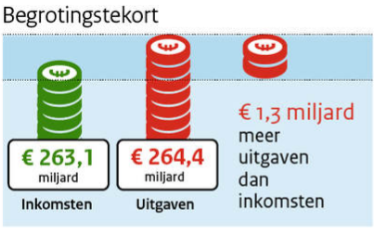 Begrotingstekort
€ 263,1
miljard
Inkomsten
€ 264,4
miljard
Uitgaven
€ 1,3 miljard
meer
uitgaven
dan
inkomsten